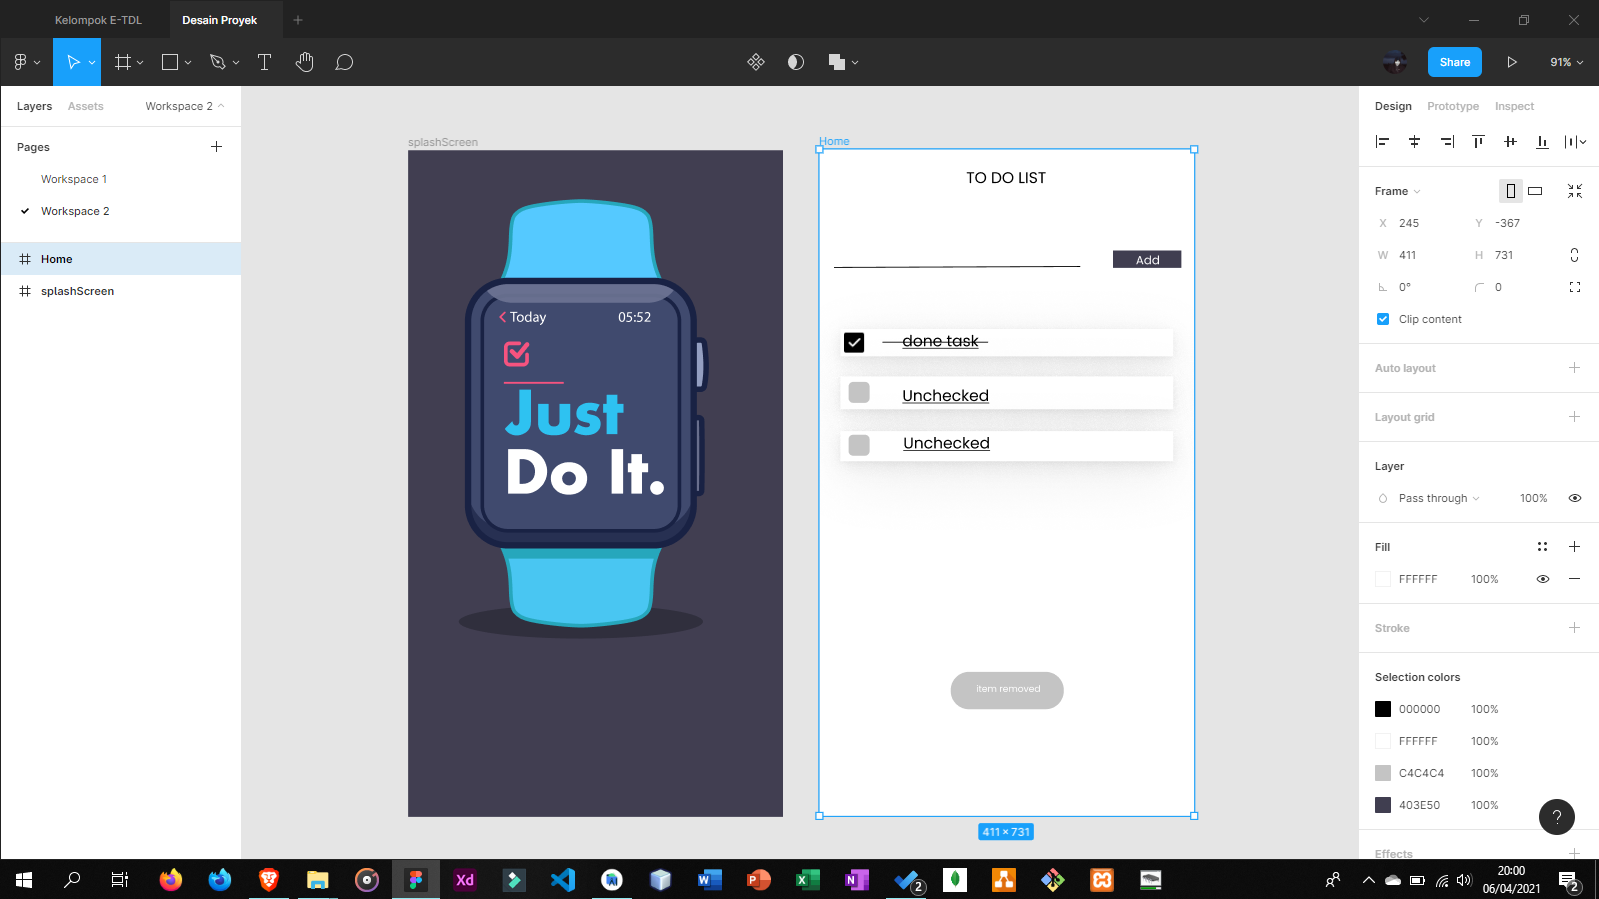 Kelompok E-TDL
Desain Proyek
Share
91%
Layers
Assets
Workspace 2
Pages
Workspace 1
Workspace 2
Home
splashScreen
splashScreen
Today
05:52
Just
Do It.
Home
TO DO LIST
Add
done task
Unchecked
Unchecked
item removed
411 × 731
Design
Prototype
Inspect
Frame
X 245
Y -367
W 411
H 731
0°
0
Clip content
Auto layout
Layout grid
Layer
Pass through
100%
Fill
FFFFFF 100%
Stroke
Selection colors
000000 100%
FFFFFF 100%
C4C4C4 100%
403E50 100%
?
Effects
Xd
W
P
X
N
2
20:00
06/04/2021
2